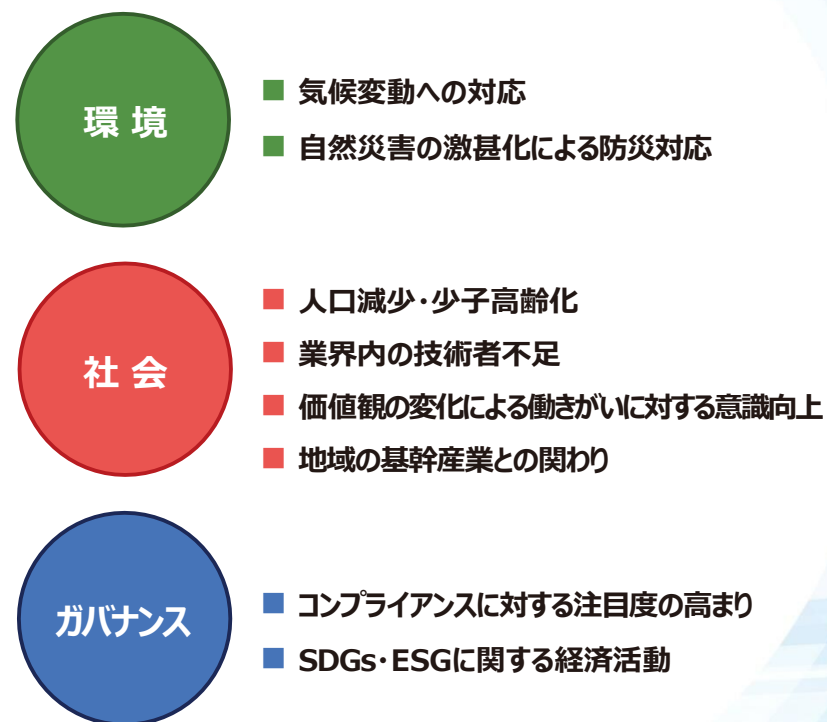 環境
■ 気候変動への対応
■ 自然災害の激甚化による防災対応
社会
■ 人口減少・少子高齢化
■ 業界内の技術者不足
■ 価値観の変化による働きがいに対する意識向上
■ 地域の基幹産業との関わり
ガバナンス
■ コンプライアンスに対する注目度の高まり
■ SDGs・ESGに関する経済活動